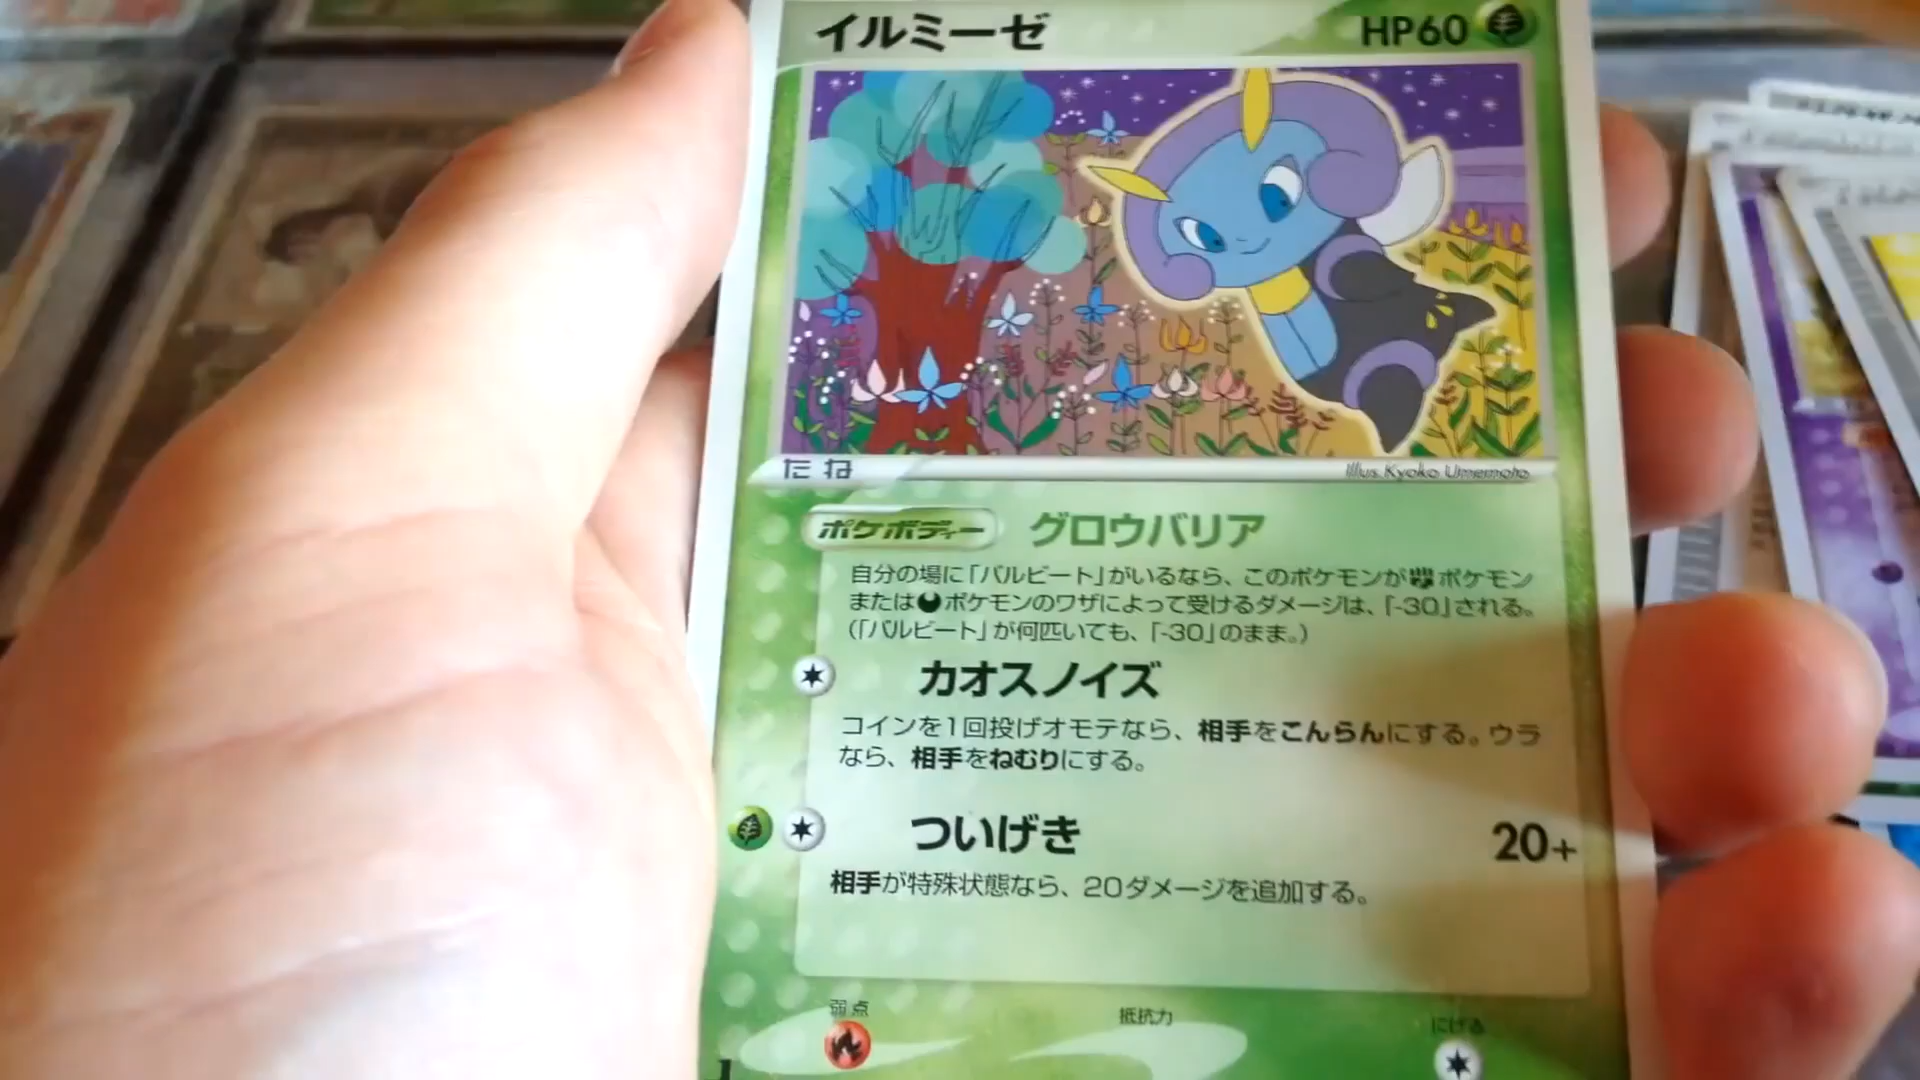 イルミーゼ HP60
たね Illus. Kyoko Umemoto
ポケボディー グロウバリア
自分の場に「バルビート」がいるなら、このポケモンがポケモン
またはポケモンのワザによって受けるダメージは、「-30」される。
(「バルビート」が何匹いても、「-30」のまま。)
カオスノイズ
コインを1回投げオモテなら、相手をこんらんにする。ウラ
なら、相手をねむりにする。
ついげき 20+
相手が特殊状態なら、20ダメージを追加する。
弱点 抵抗力 にげる